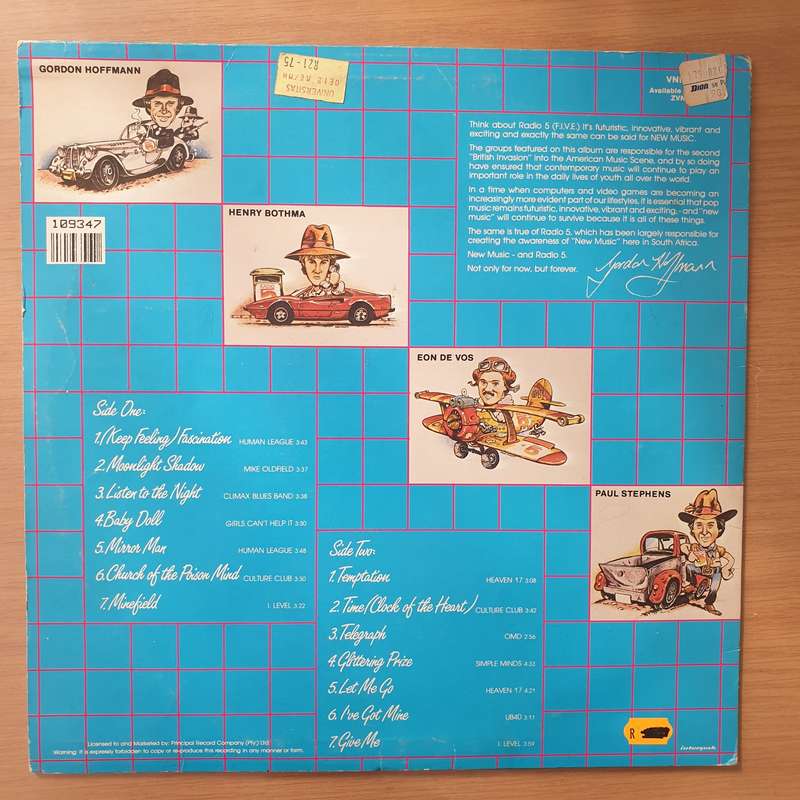 GORDON HOFFMANN
UNIVERSITAS
R21-75
Dion
VN
Available
ZV
Think about Radio 5 (F.I.V.E.) It's futuristic, innovative, vibrant and
exciting and exactly the same can be said for NEW MUSIC.
The groups featured on this album are responsible for the second
"British Invasion" into the American Music Scene, and by so doing
have ensured that contemporary music will continue to play an
important role in the daily lives of youth all over the world.
In a time when computers and video games are becoming an
increasingly more evident part of our lifestyles, it is essential that pop
music remains futuristic, innovative, vibrant and exciting, - and "new
music" will continue to survive because it is all of these things.
The same is true of Radio 5, which has been largely responsible for
creating the awareness of "New Music" here in South Africa.
New Music - and Radio 5.
Not only for now, but forever.
Gordon Hoffmann
109347
HENRY BOTHMA
5
EON DE VOS
PAUL STEPHENS
Side One:
1.(Keep Feeling) Fascination HUMAN LEAGUE 3:43
2.Moonlight Shadow MIKE OLDFIELD 3:37
3.Listen to the Night CLIMAX BLUES BAND 3:38
4.Baby Doll GIRLS CAN'T HELP IT 3:30
5.Mirror Man HUMAN LEAGUE 3:48
6.Church of the Poison Mind CULTURE CLUB 3:30
7.Minefield I. LEVEL 3:22
Side Two:
1.Temptation HEAVEN 17 3:08
2.Time (Clock of the Heart) CULTURE CLUB 3:42
3.Telegraph OMD 2:56
4.Glittering Prize SIMPLE MINDS 4:33
5.Let Me Go HEAVEN 17 4:21
6.I've Got Mine UB40 3:11
7.Give Me I. LEVEL 3:59
Licensed to and Marketed by: Principal Record Company (Pty) Ltd
Warning: It is expressly forbidden to copy or re-produce this recording in any manner or form.
R